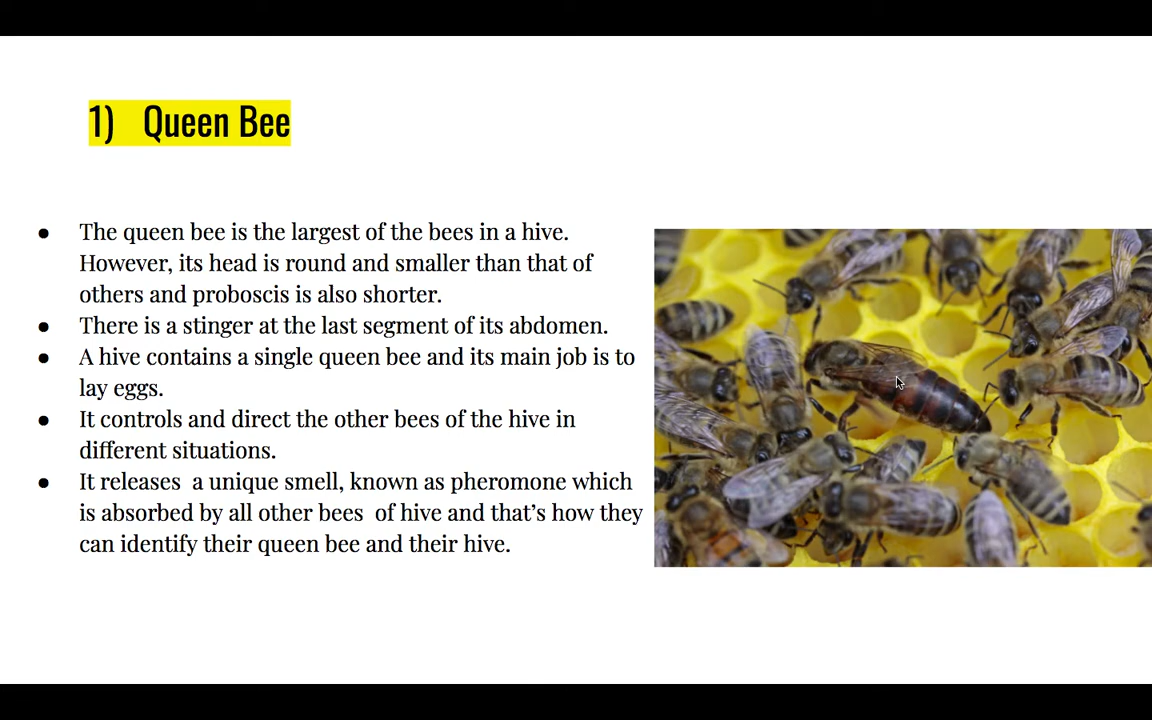 1) Queen Bee
● The queen bee is the largest of the bees in a hive.
However, its head is round and smaller than that of
others and proboscis is also shorter.
● There is a stinger at the last segment of its abdomen.
● A hive contains a single queen bee and its main job is to
lay eggs.
● It controls and direct the other bees of the hive in
different situations.
● It releases  a unique smell, known as pheromone which
is absorbed by all other bees  of hive and that’s how they
can identify their queen bee and their hive.